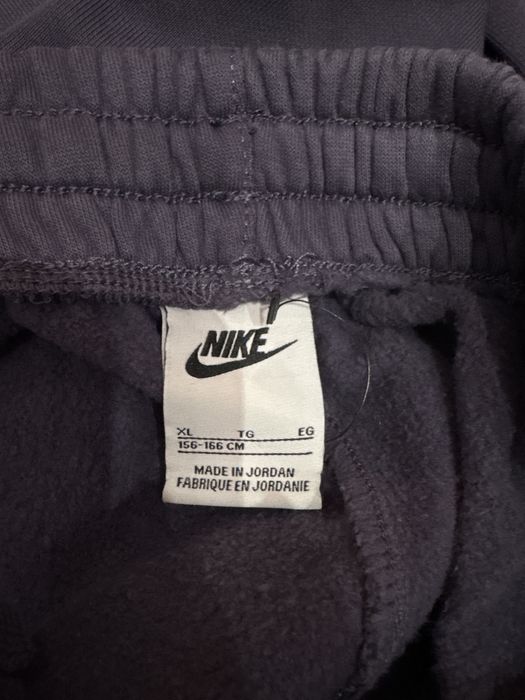 NIKE
XL TG EG
156-166 CM
MADE IN JORDAN
FABRIQUE EN JORDANIE